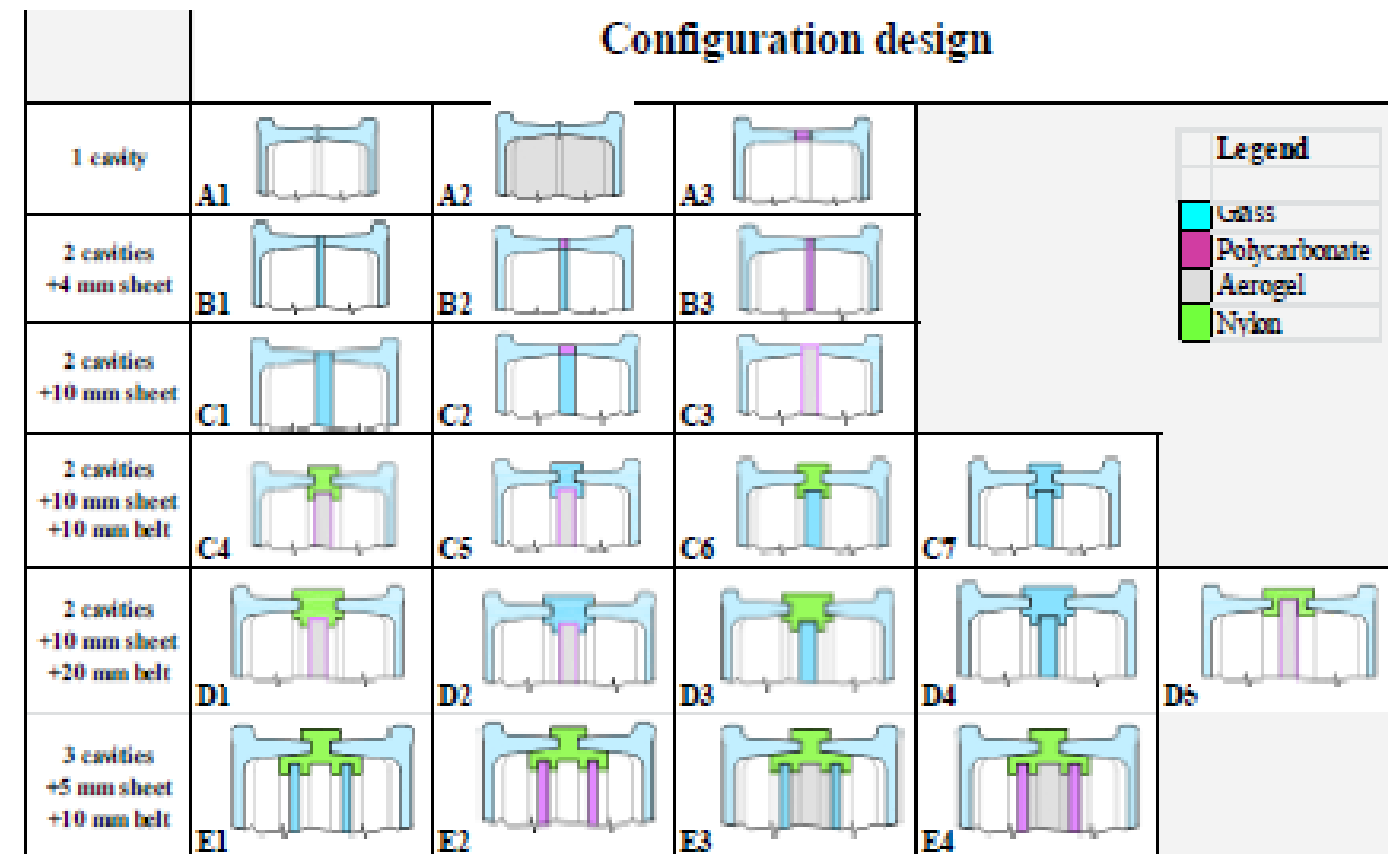 Configuration design
1 cavity
A1
A2
A3
Legend
Gass
Polycarbonate
Aerogel
Nylon
2 cavities
+4 mm sheet
B1
B2
B3
2 cavities
+10 mm sheet
C1
C2
C3
2 cavities
+10 mm sheet
+10 mm belt
C4
C5
C6
C7
2 cavities
+10 mm sheet
+20 mm belt
D1
D2
D3
D4
D5
3 cavities
+5 mm sheet
+10 mm belt
E1
E2
E3
E4